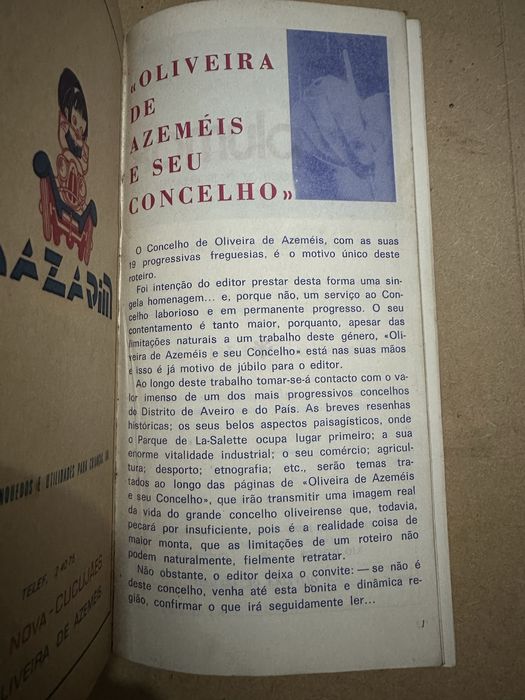 «OLIVEIRA
DE
AZEMÉIS
E SEU
CONCELHO»
O Concelho de Oliveira de Azeméis, com as suas
19 progressivas freguesias, é o motivo único deste
roteiro.
Foi intenção do editor prestar desta forma uma sin-
gela homenagem... e, porque não, um serviço ao Con-
celho laborioso e em permanente progresso. O seu
contentamento é tanto maior, porquanto, apesar das
limitações naturais a um trabalho deste género, «Oli-
veira de Azeméis e seu Concelho» está nas suas mãos
e isso é já motivo de júbilo para o editor.
Ao longo deste trabalho tomar-se-á contacto com o va-
lor imenso de um dos mais progressivos concelhos
do Distrito de Aveiro e do País. As breves resenhas
históricas; os seus belos aspectos paisagísticos, onde
o Parque de La-Salette ocupa lugar primeiro; a sua
enorme vitalidade industrial; o seu comércio; agricul-
tura; desporto; etnografia; etc., serão temas tra-
tados ao longo das páginas de «Oliveira de Azeméis
e seu Concelho», que irão transmitir uma imagem real
da vida do grande concelho oliveirense que, todavia,
pecará por insuficiente, pois é a realidade coisa de
maior monta, que as limitações de um roteiro não
podem naturalmente, fielmente retratar.
Não obstante, o editor deixa o convite: — se não é
deste concelho, venha até esta bonita e dinâmica re-
gião, confirmar o que irá seguidamente ler...
1
AZARIM
NQUEDOS E UTILIDADES PARA CRIANÇA, LDA.
TELEF.
NOVA - CUCUJÃES
OLIVEIRA DE AZEMÉIS